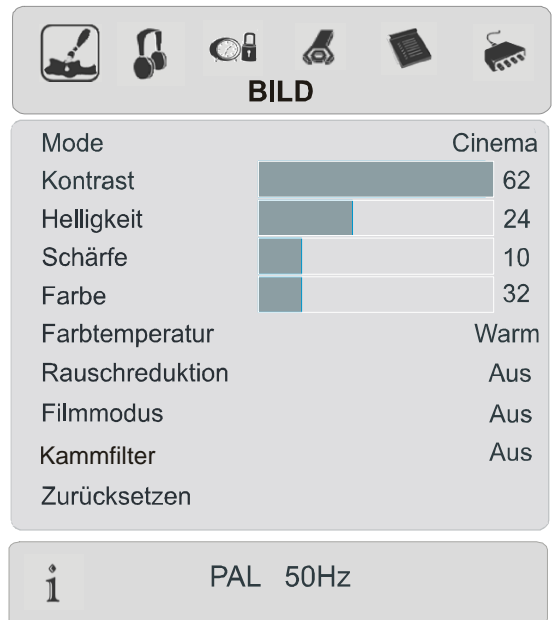 BILD
Mode Cinema
Kontrast 62
Helligkeit 24
Schärfe 10
Farbe 32
Farbtemperatur Warm
Rauschreduktion Aus
Filmmodus Aus
Kammfilter Aus
Zurücksetzen
i PAL 50Hz